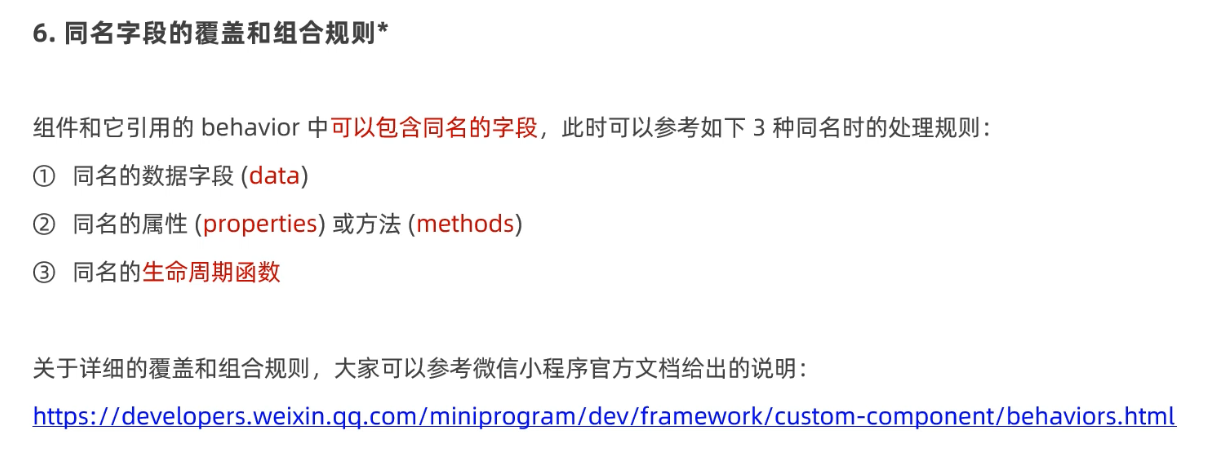 6. 同名字段的覆盖和组合规则*
组件和它引用的 behavior 中可以包含同名的字段，此时可以参考如下 3 种同名时的处理规则：
① 同名的数据字段 (data)
② 同名的属性 (properties) 或方法 (methods)
③ 同名的生命周期函数
关于详细的覆盖和组合规则，大家可以参考微信小程序官方文档给出的说明：
https://developers.weixin.qq.com/miniprogram/dev/framework/custom-component/behaviors.html